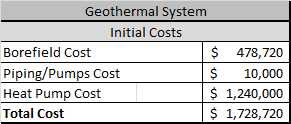 Geothermal System
Initial Costs
Borefield Cost $ 478,720
Piping/Pumps Cost $ 10,000
Heat Pump Cost $ 1,240,000
Total Cost $ 1,728,720